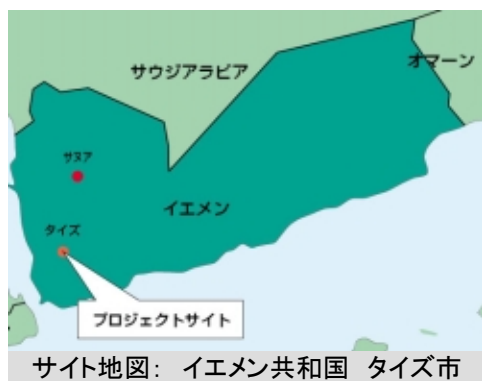 サウジアラビア
オマーン
サヌア
イエメン
タイズ
プロジェクトサイト
サイト地図： イエメン共和国 タイズ市